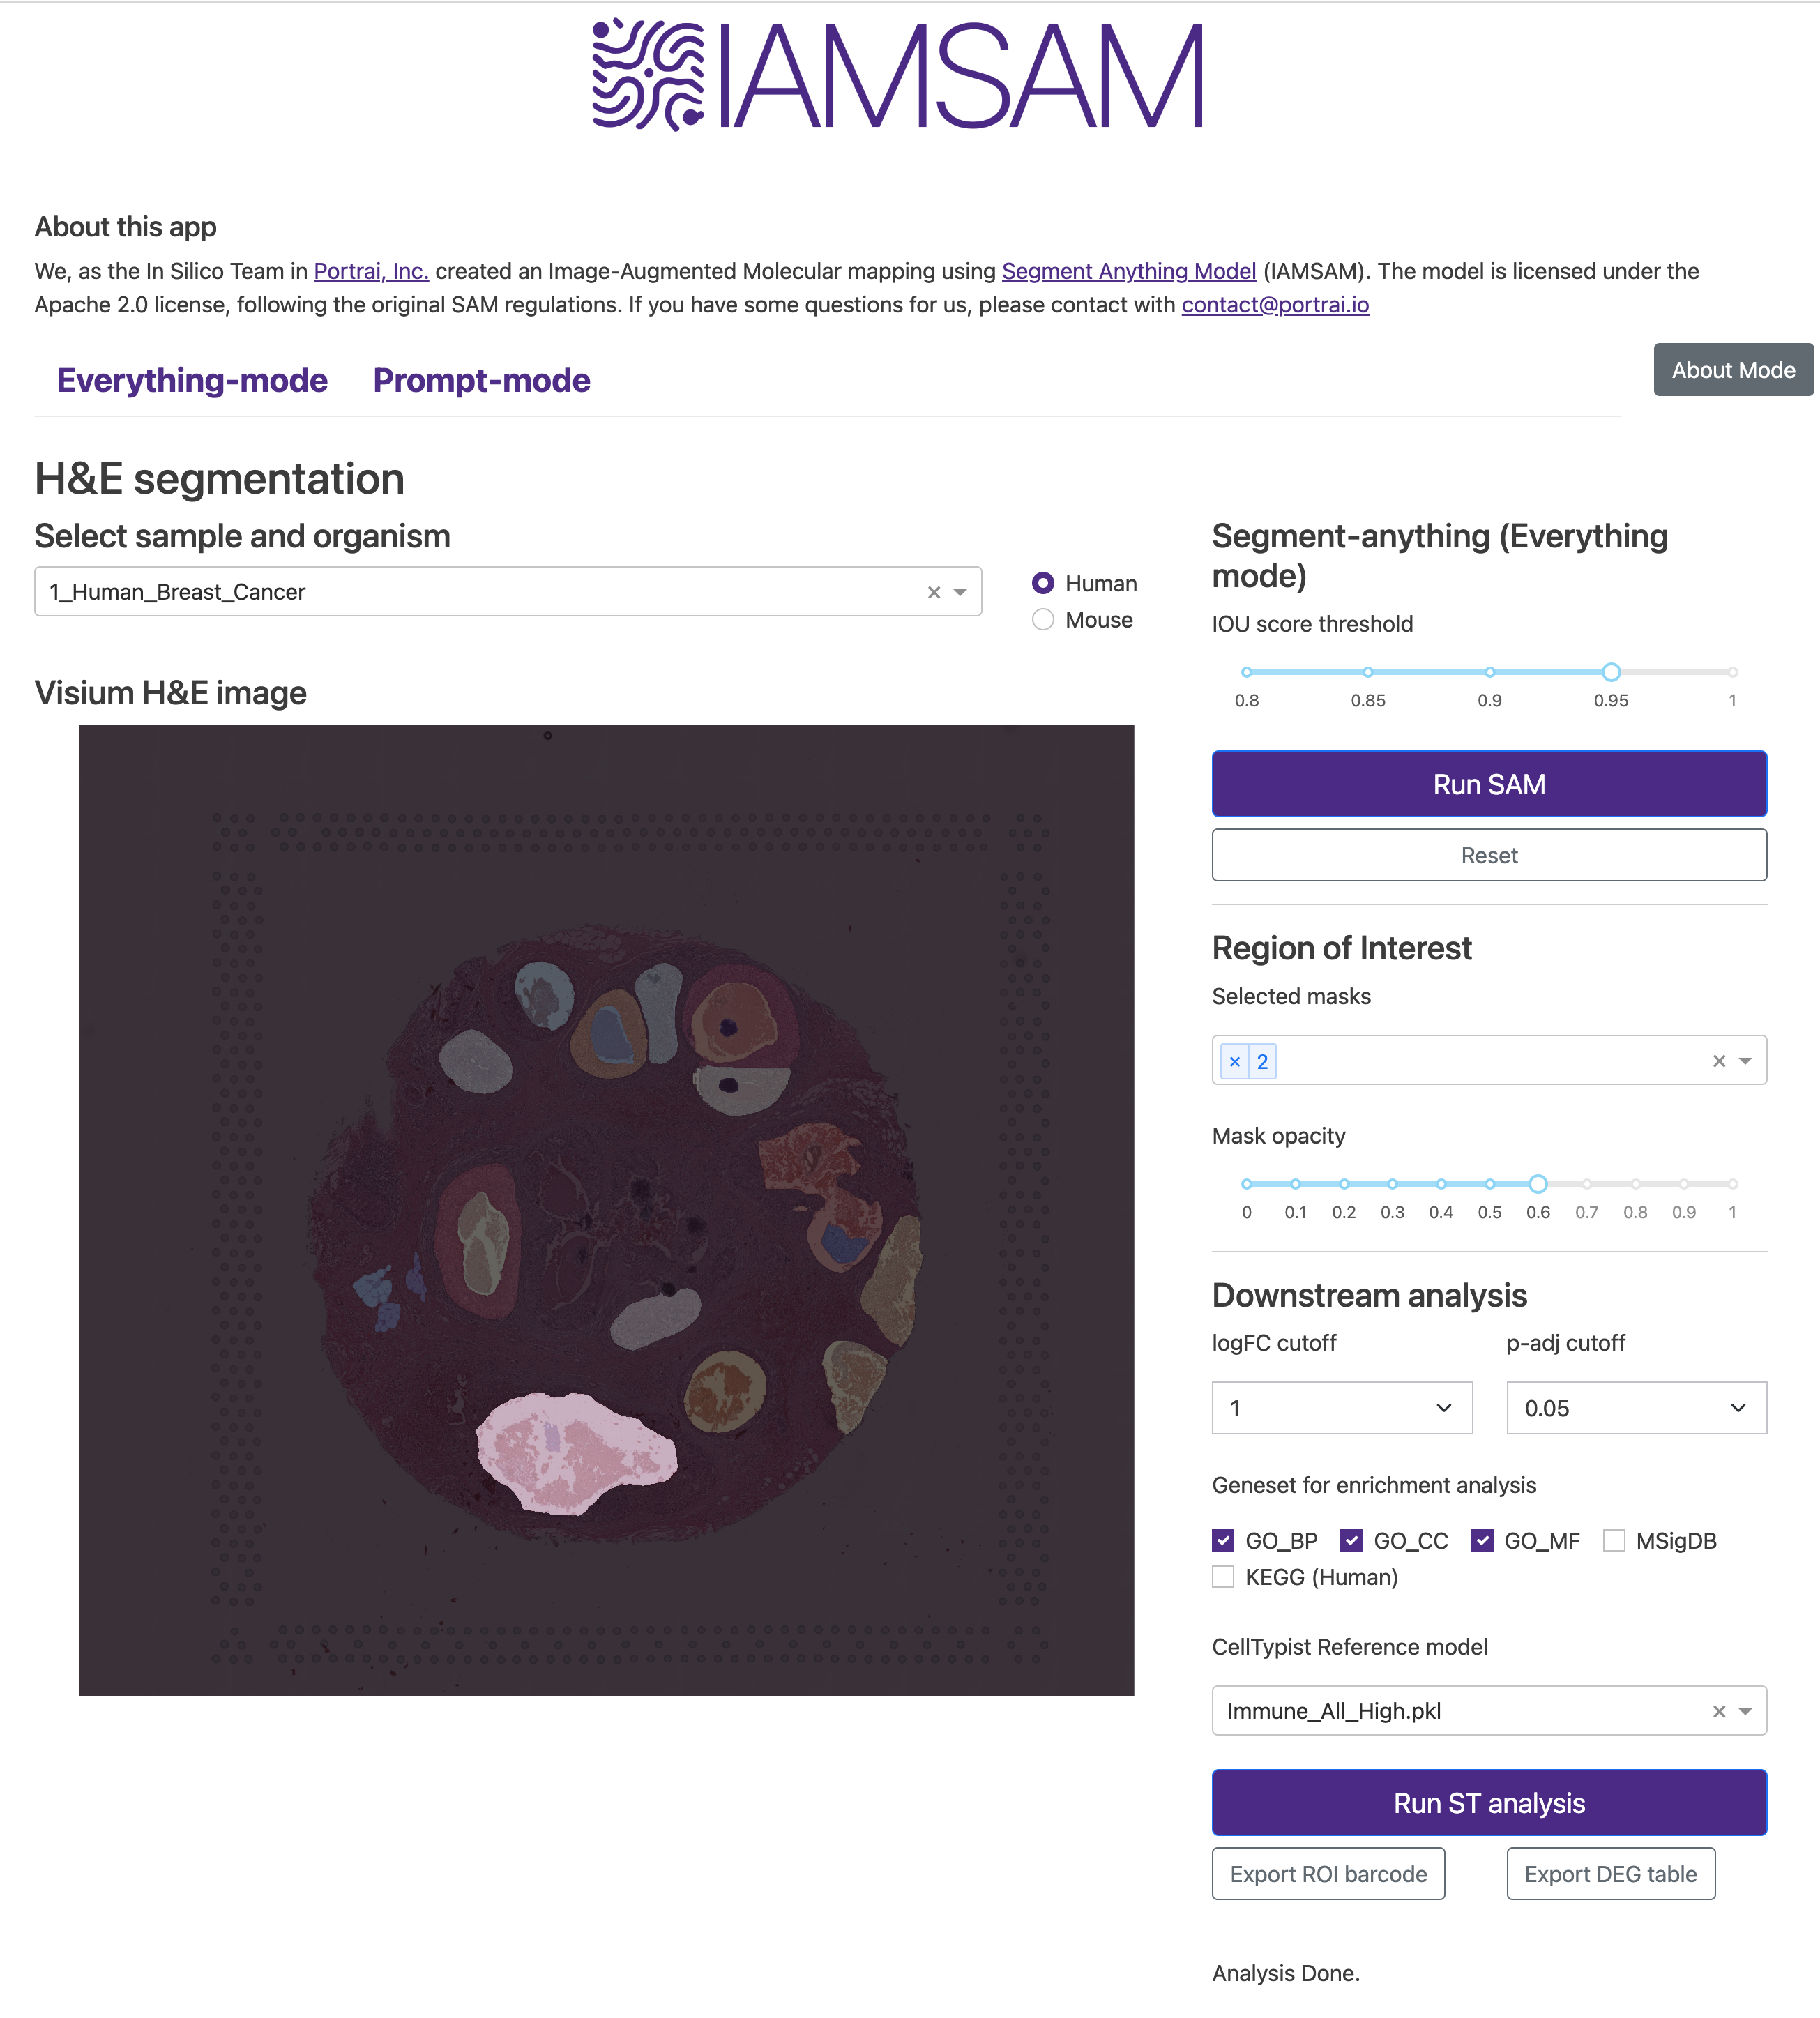 IAMSAM
About this app
We, as the In Silico Team in Portrai, Inc. created an Image-Augmented Molecular mapping using Segment Anything Model (IAMSAM). The model is licensed under the
Apache 2.0 license, following the original SAM regulations. If you have some questions for us, please contact with contact@portrai.io
Everything-mode Prompt-mode
About Mode
H&E segmentation
Select sample and organism
1_Human_Breast_Cancer
Human
Mouse
Visium H&E image
Segment-anything (Everything
mode)
IOU score threshold
0.8 0.85 0.9 0.95 1
Run SAM
Reset
Region of Interest
Selected masks
× 2
Mask opacity
0 0.1 0.2 0.3 0.4 0.5 0.6 0.7 0.8 0.9 1
Downstream analysis
logFC cutoff p-adj cutoff
1 0.05
Geneset for enrichment analysis
GO_BP GO_CC GO_MF MSigDB
KEGG (Human)
CellTypist Reference model
Immune_All_High.pkl
Run ST analysis
Export ROI barcode Export DEG table
Analysis Done.